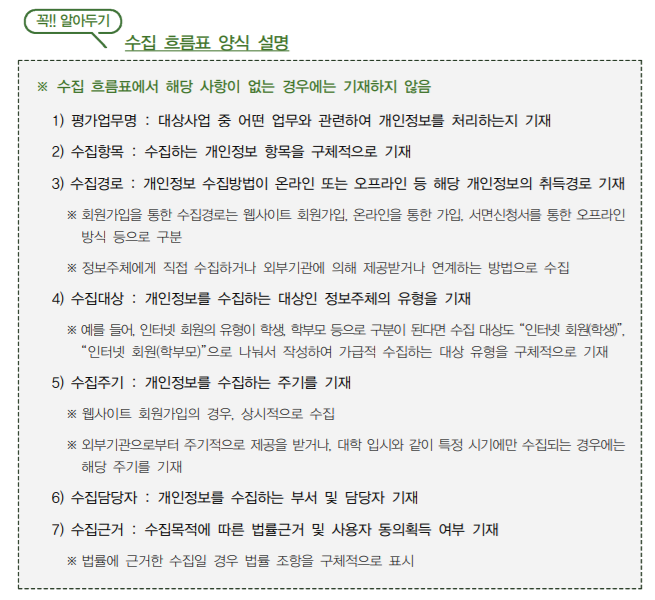 꼭!! 알아두기
수집 흐름표 양식 설명
※ 수집 흐름표에서 해당 사항이 없는 경우에는 기재하지 않음
1) 평가업무명 : 대상사업 중 어떤 업무와 관련하여 개인정보를 처리하는지 기재
2) 수집항목 : 수집하는 개인정보 항목을 구체적으로 기재
3) 수집경로 : 개인정보 수집방법이 온라인 또는 오프라인 등 해당 개인정보의 취득경로 기재
※ 회원가입을 통한 수집경로는 웹사이트 회원가입, 온라인을 통한 가입, 서면신청서를 통한 오프라인
방식 등으로 구분
※ 정보주체에게 직접 수집하거나 외부기관에 의해 제공받거나 연계하는 방법으로 수집
4) 수집대상 : 개인정보를 수집하는 대상인 정보주체의 유형을 기재
※ 예를 들어, 인터넷 회원의 유형이 학생, 학부모 등으로 구분이 된다면 수집 대상도 “인터넷 회원(학생)”,
“인터넷 회원(학부모)”으로 나눠서 작성하여 가급적 수집하는 대상 유형을 구체적으로 기재
5) 수집주기 : 개인정보를 수집하는 주기를 기재
※ 웹사이트 회원가입의 경우, 상시적으로 수집
※ 외부기관으로부터 주기적으로 제공을 받거나, 대학 입시와 같이 특정 시기에만 수집되는 경우에는
해당 주기를 기재
6) 수집담당자 : 개인정보를 수집하는 부서 및 담당자 기재
7) 수집근거 : 수집목적에 따른 법률근거 및 사용자 동의획득 여부 기재
※ 법률에 근거한 수집일 경우 법률 조항을 구체적으로 표시